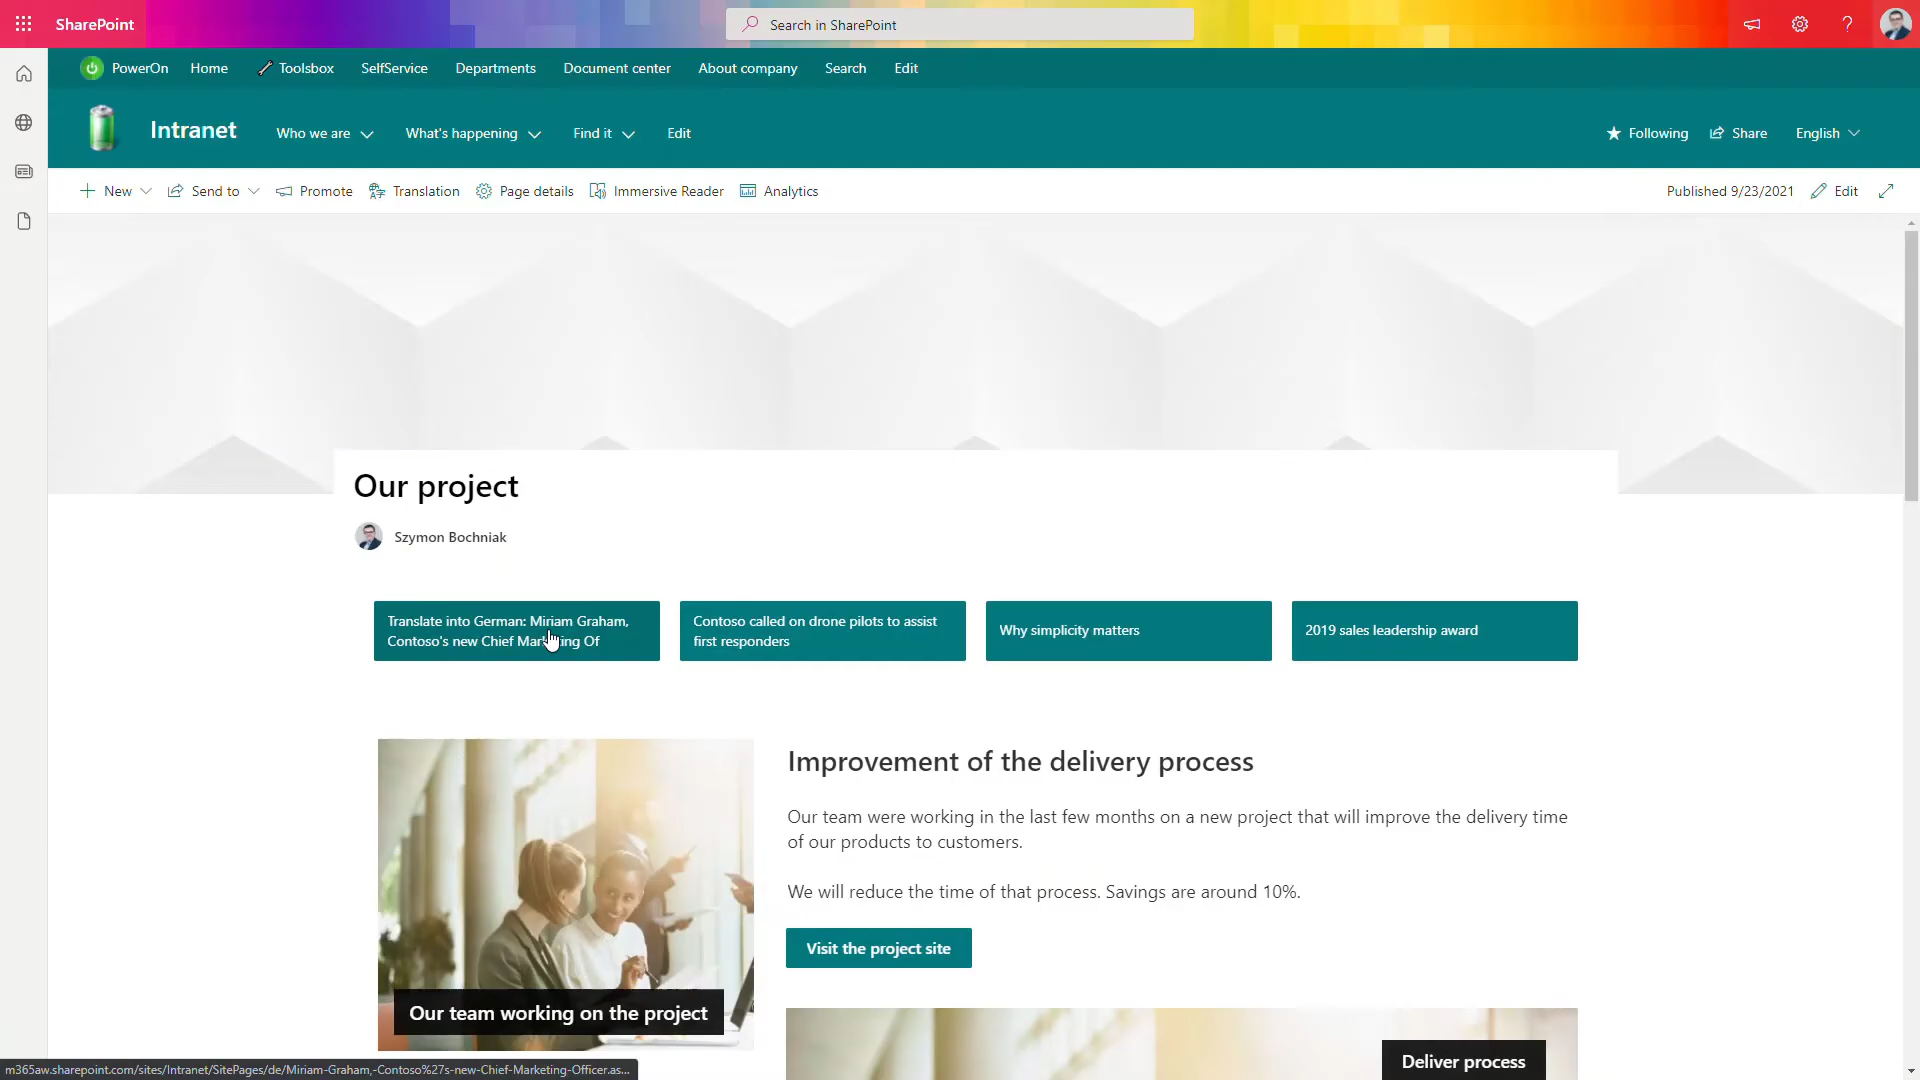 SharePoint
Search in SharePoint
?
PowerOn
Home
Toolsbox
SelfService
Departments
Document center
About company
Search
Edit
Intranet
Who we are
What's happening
Find it
Edit
Following
Share
English
New
Send to
Promote
Translation
Page details
Immersive Reader
Analytics
Published 9/23/2021
Edit
Our project
Szymon Bochniak
Translate into German: Miriam Graham,
Contoso's new Chief Marketing Of
Contoso called on drone pilots to assist
first responders
Why simplicity matters
2019 sales leadership award
Improvement of the delivery process
Our team were working in the last few months on a new project that will improve the delivery time
of our products to customers.
We will reduce the time of that process. Savings are around 10%.
Visit the project site
Our team working on the project
Deliver process
m365aw.sharepoint.com/sites/Intranet/SitePages/de/Miriam-Graham,-Contoso%27s-new-Chief-Marketing-Officer.as...